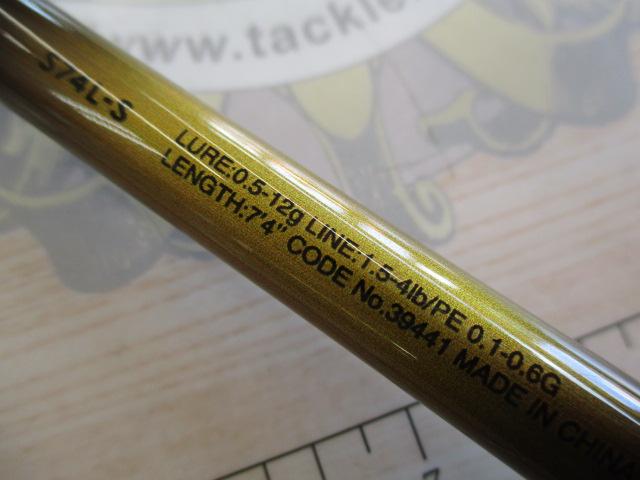 www.tackle
S74L-S
LURE:0.5-12g LINE:1.5-4lb/PE 0.1-0.6G
LENGTH:7'4" CODE No.39441 MADE IN CHINA
7